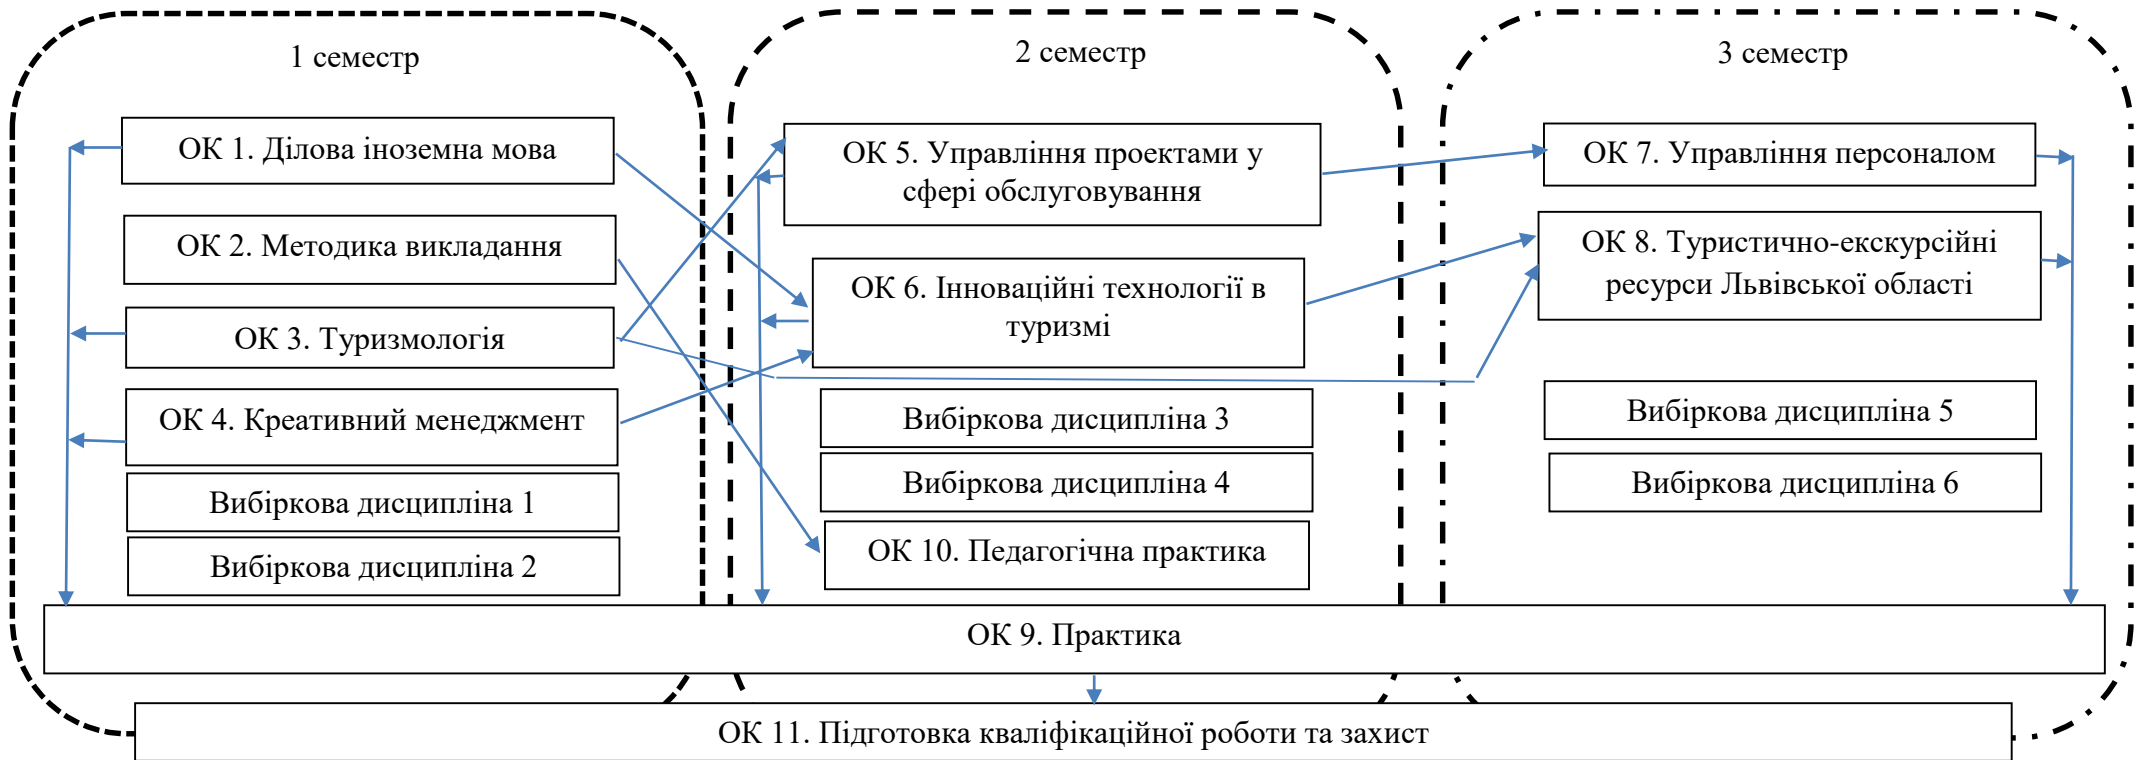 1 семестр
ОК 1. Ділова іноземна мова
ОК 2. Методика викладання
ОК 3. Туризмологія
ОК 4. Креативний менеджмент
Вибіркова дисципліна 1
Вибіркова дисципліна 2
2 семестр
ОК 5. Управління проектами у
сфері обслуговування
ОК 6. Інноваційні технології в
туризмі
Вибіркова дисципліна 3
Вибіркова дисципліна 4
ОК 10. Педагогічна практика
3 семестр
ОК 7. Управління персоналом
ОК 8. Туристично-екскурсійні
ресурси Львівської області
Вибіркова дисципліна 5
Вибіркова дисципліна 6
ОК 9. Практика
ОК 11. Підготовка кваліфікаційної роботи та захист